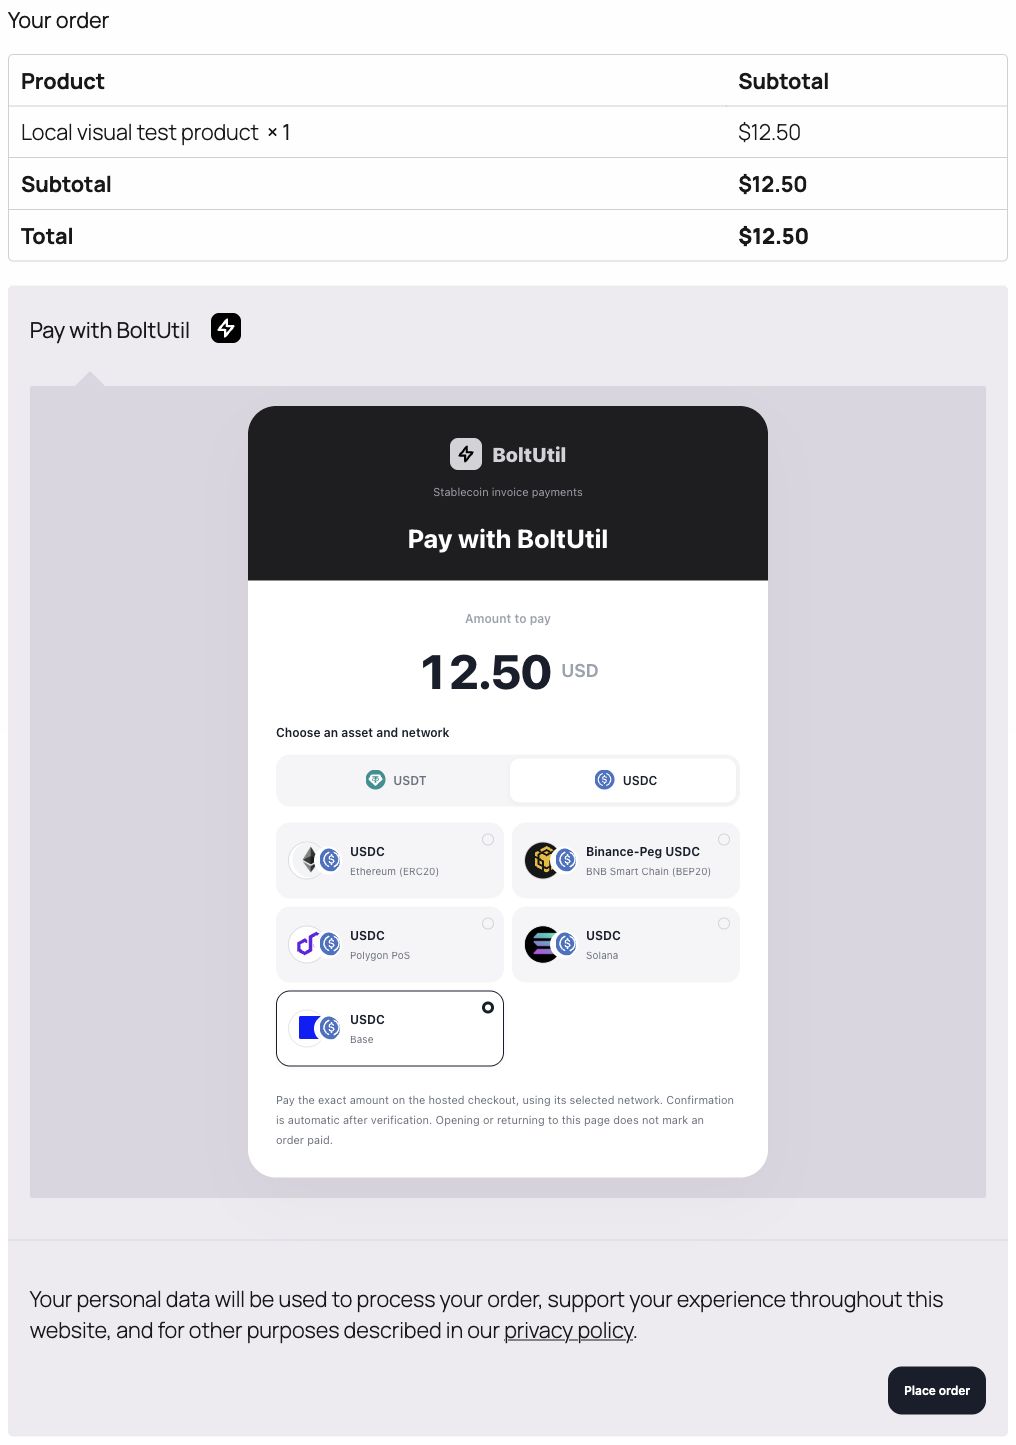 Your order
Product Subtotal
Local visual test product × 1 $12.50
Subtotal $12.50
Total $12.50
Pay with BoltUtil
BoltUtil
Stablecoin invoice payments
Pay with BoltUtil
Amount to pay
12.50 USD
Choose an asset and network
USDT USDC
USDC
Ethereum (ERC20)
Binance-Peg USDC
BNB Smart Chain (BEP20)
USDC
Polygon PoS
USDC
Solana
USDC
Base
Pay the exact amount on the hosted checkout, using its selected network. Confirmation
is automatic after verification. Opening or returning to this page does not mark an
order paid.
Your personal data will be used to process your order, support your experience throughout this
website, and for other purposes described in our privacy policy.
Place order